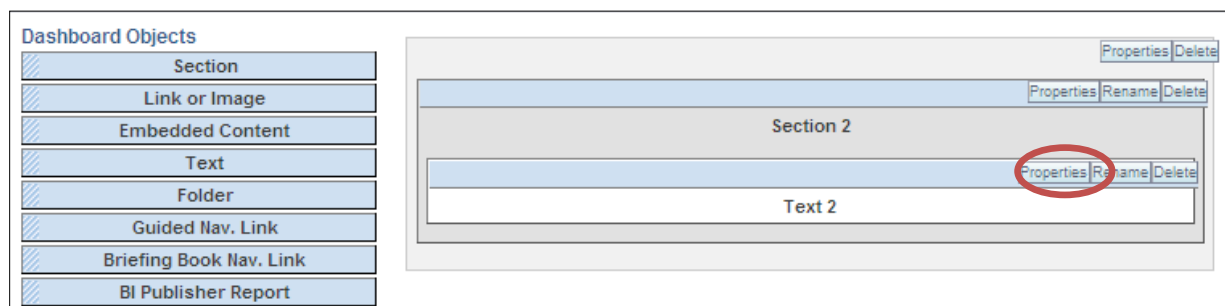 Dashboard Objects
Section
Link or Image
Embedded Content
Text
Folder
Guided Nav. Link
Briefing Book Nav. Link
BI Publisher Report
Properties Delete
Properties Rename Delete
Section 2
Properties Rename Delete
Text 2